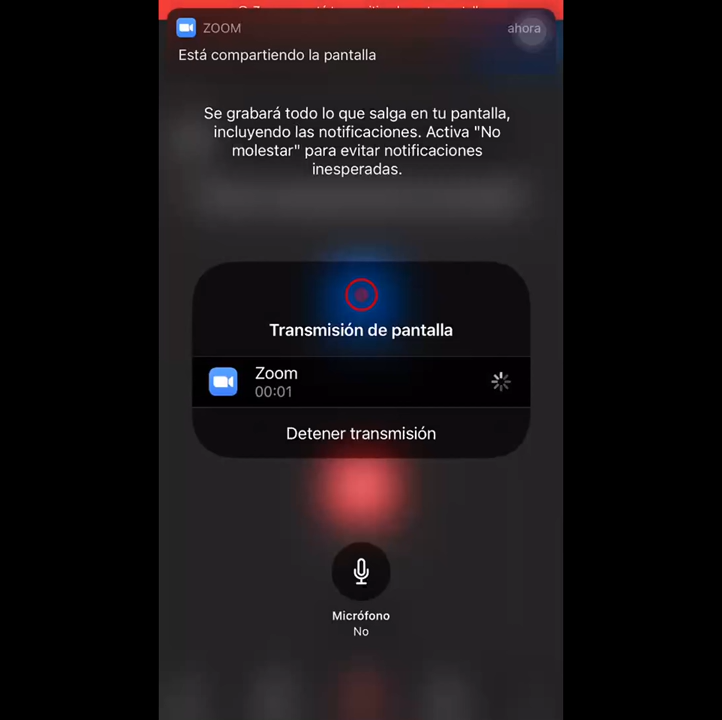 ZOOM
ahora
Está compartiendo la pantalla
Se grabará todo lo que salga en tu pantalla,
incluyendo las notificaciones. Activa "No
molestar" para evitar notificaciones
inesperadas.
Transmisión de pantalla
Zoom
00:01
Detener transmisión
Micrófono
No